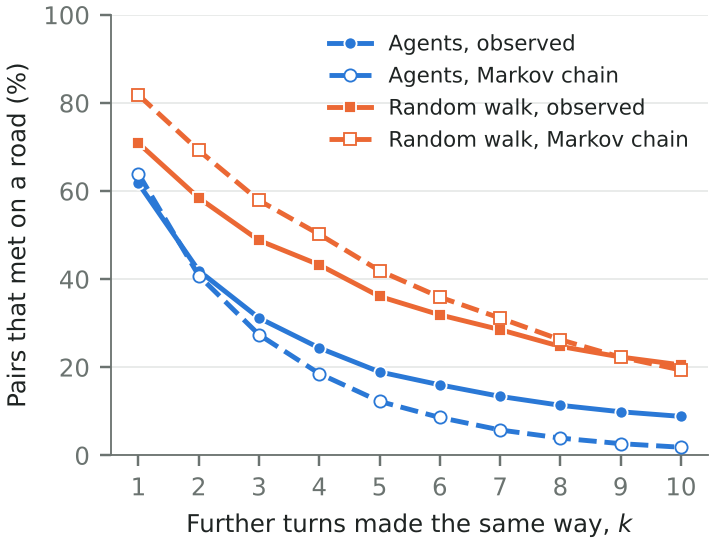 Pairs that met on a road (%)
100
80
60
40
20
0
Agents, observed
Agents, Markov chain
Random walk, observed
Random walk, Markov chain
1 2 3 4 5 6 7 8 9 10
Further turns made the same way, k